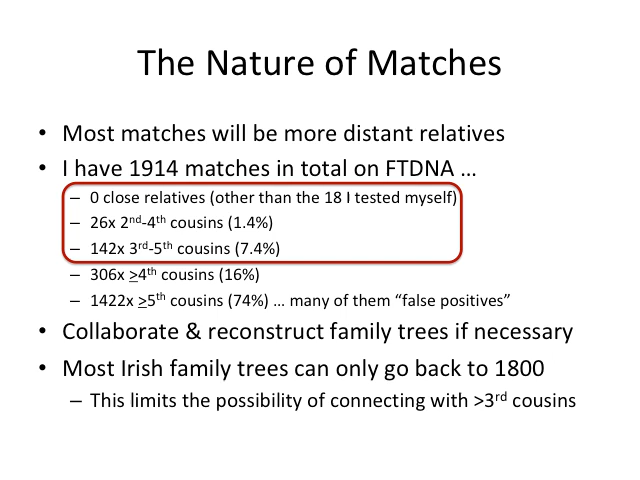 The Nature of Matches
• Most matches will be more distant relatives
• I have 1914 matches in total on FTDNA …
– 0 close relatives (other than the 18 I tested myself)
– 26x 2nd-4th cousins (1.4%)
– 142x 3rd-5th cousins (7.4%)
– 306x ≥4th cousins (16%)
– 1422x ≥5th cousins (74%) … many of them “false positives”
• Collaborate & reconstruct family trees if necessary
• Most Irish family trees can only go back to 1800
– This limits the possibility of connecting with >3rd cousins